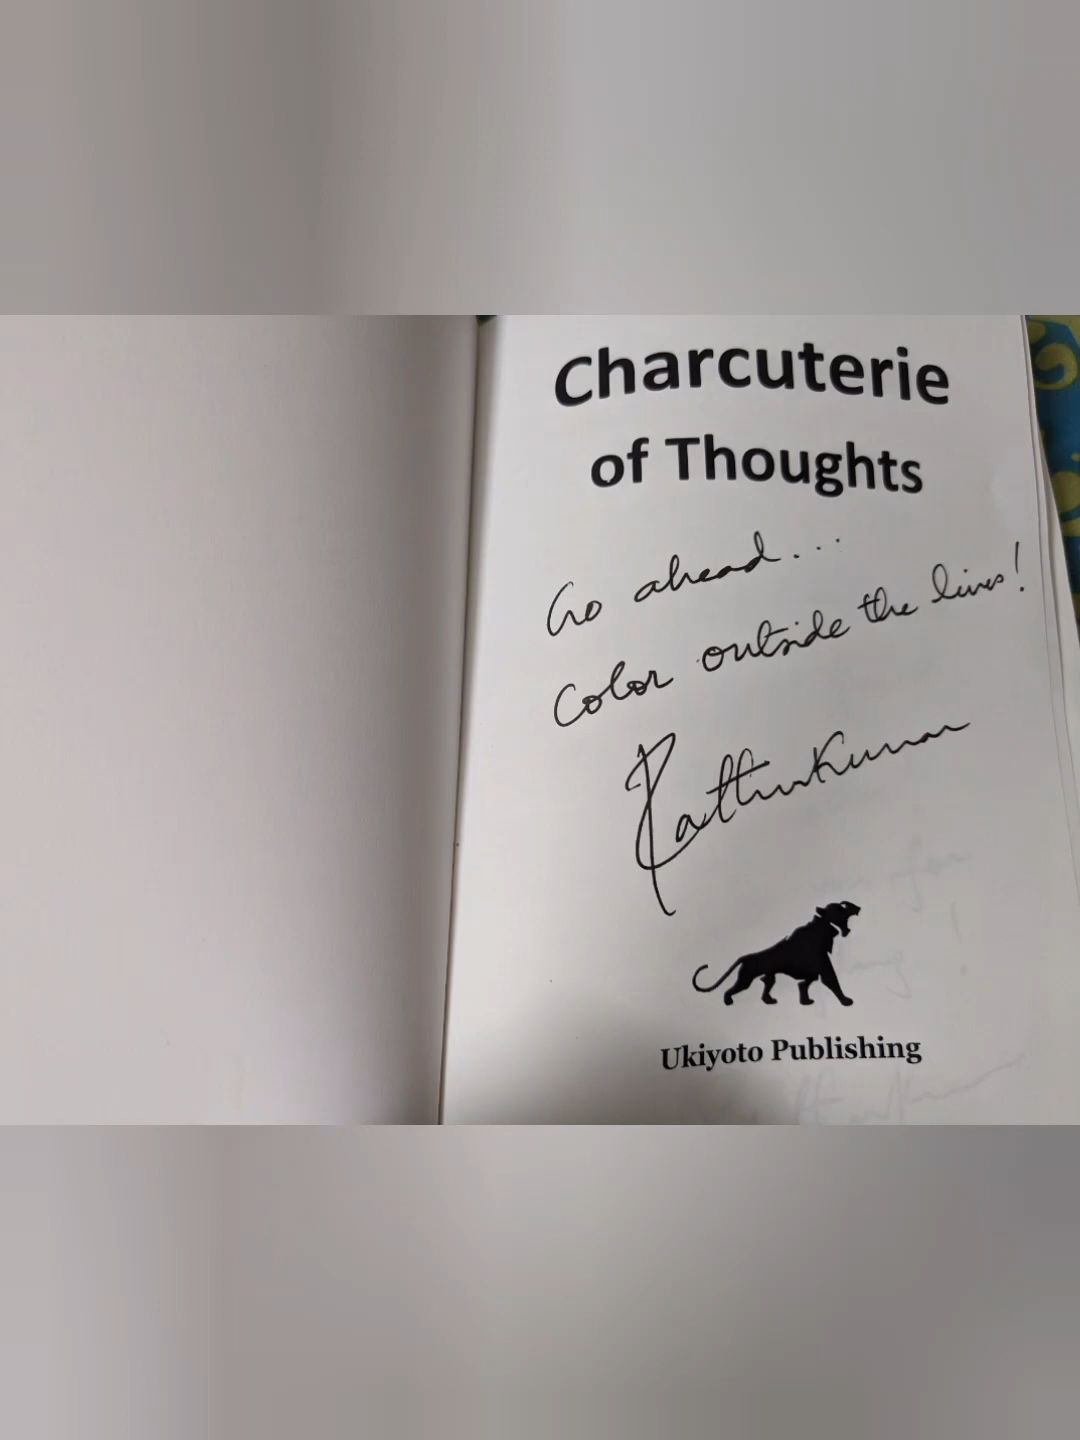 Charcuterie
of Thoughts
Go ahead...
Color outside the lines!
Ukiyoto Publishing